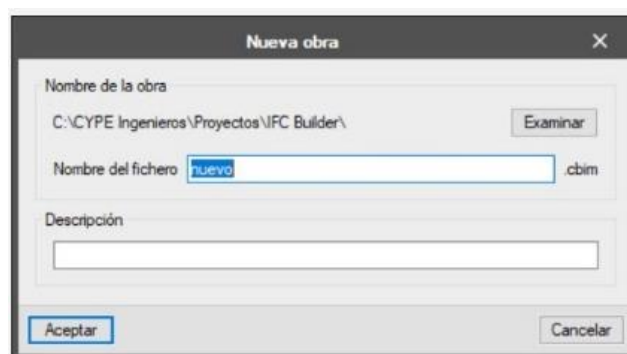 Nueva obra
Nombre de la obra
C:\CYPE Ingenieros\Proyectos\IFC Builder\ Examinar
Nombre del fichero nuevo .cbim
Descripción
Aceptar Cancelar